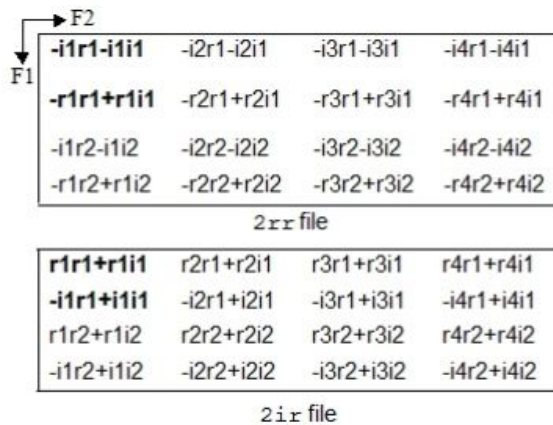 F2
F1
-i1r1-i1i1 -i2r1-i2i1 -i3r1-i3i1 -i4r1-i4i1
-r1r1+r1i1 -r2r1+r2i1 -r3r1+r3i1 -r4r1+r4i1
-i1r2-i1i2 -i2r2-i2i2 -i3r2-i3i2 -i4r2-i4i2
-r1r2+r1i2 -r2r2+r2i2 -r3r2+r3i2 -r4r2+r4i2
2rr file
r1r1+r1i1 r2r1+r2i1 r3r1+r3i1 r4r1+r4i1
-i1r1+i1i1 -i2r1+i2i1 -i3r1+i3i1 -i4r1+i4i1
r1r2+r1i2 r2r2+r2i2 r3r2+r3i2 r4r2+r4i2
-i1r2+i1i2 -i2r2+i2i2 -i3r2+i3i2 -i4r2+i4i2
2ir file